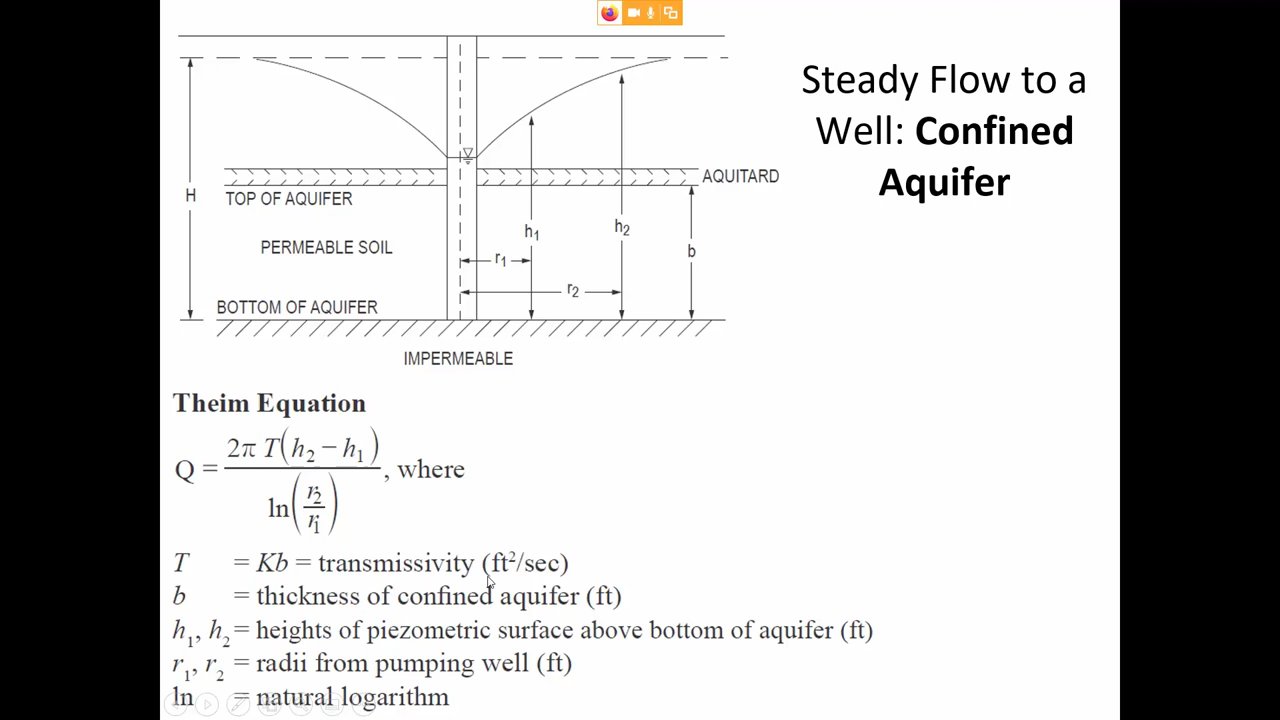 Steady Flow to a
Well: Confined
Aquifer
H
AQUITARD
TOP OF AQUIFER
PERMEABLE SOIL
h1
h2
b
r1
r2
BOTTOM OF AQUIFER
IMPERMEABLE
Theim Equation
Q = 2π T(h2 − h1) / ln(r2/r1), where
T = Kb = transmissivity (ft²/sec)
b = thickness of confined aquifer (ft)
h1, h2 = heights of piezometric surface above bottom of aquifer (ft)
r1, r2 = radii from pumping well (ft)
ln = natural logarithm